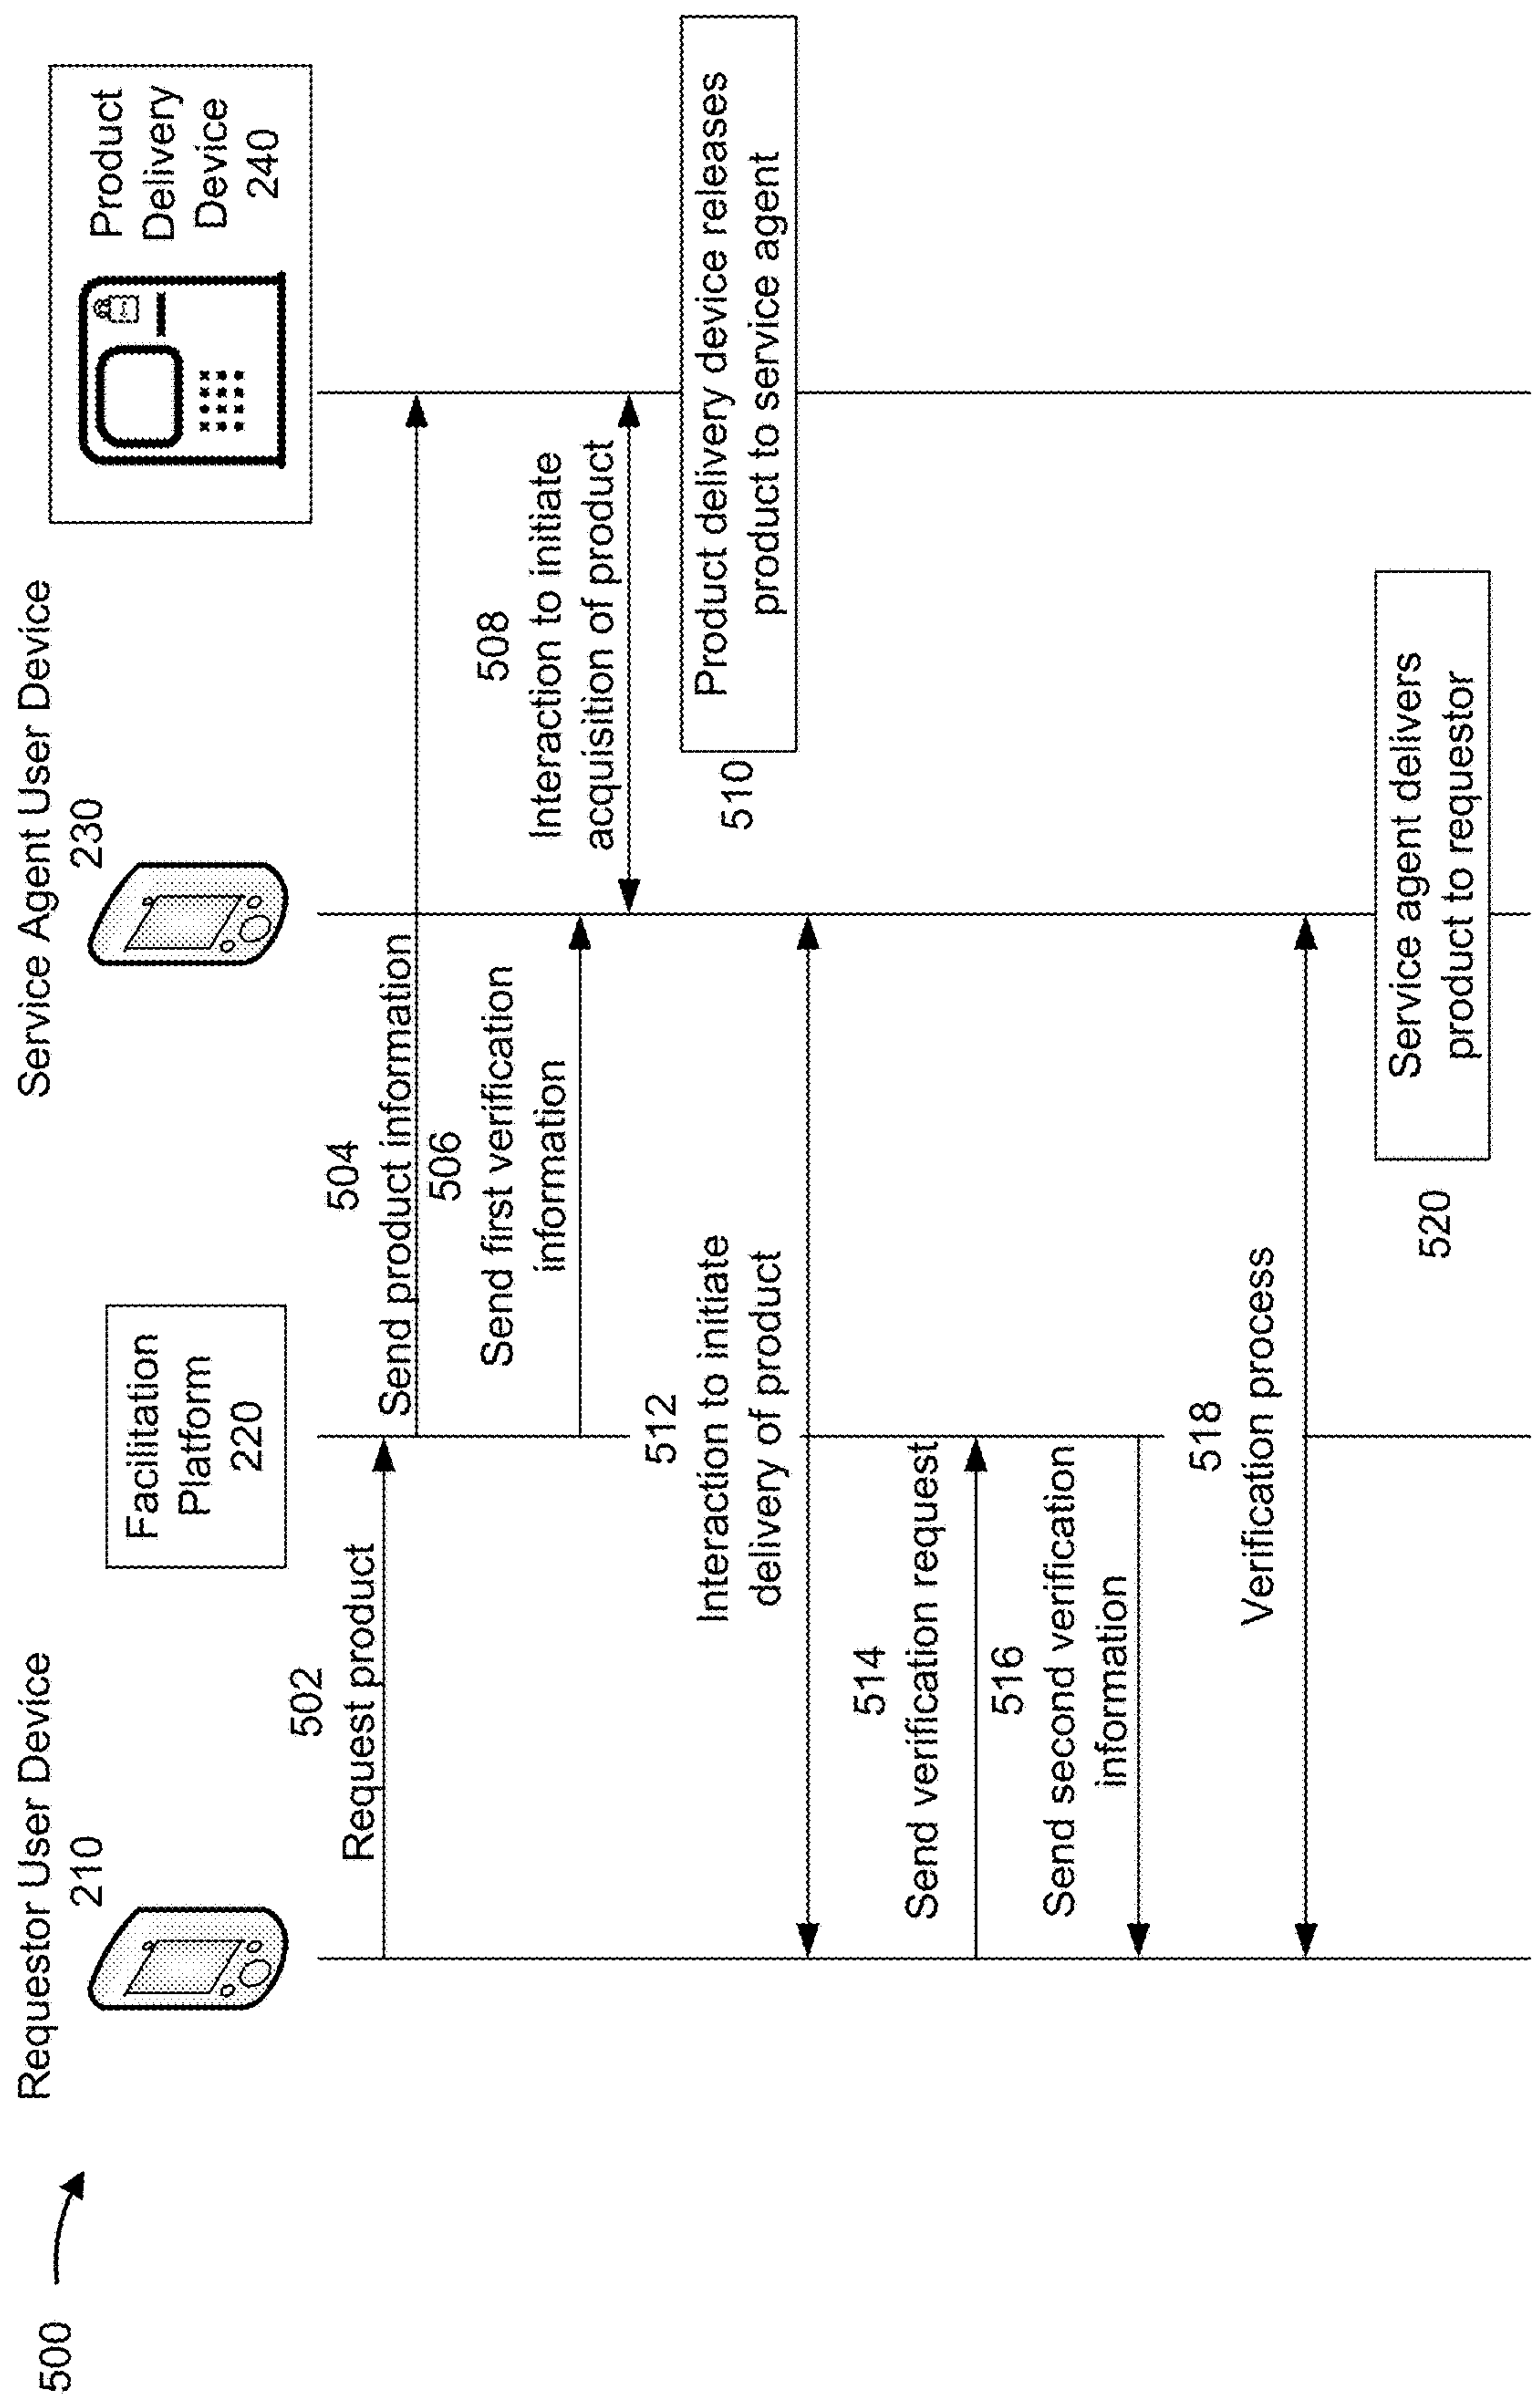 500
Requestor User Device
210
Facilitation
Platform
220
Service Agent User Device
230
Product
Delivery
Device
240
502
Request product
504
Send product information
506
Send first verification
information
508
Interaction to initiate
acquisition of product
510
Product delivery device releases
product to service agent
512
Interaction to initiate
delivery of product
514
Send verification request
516
Send second verification
information
518
Verification process
520
Service agent delivers
product to requestor